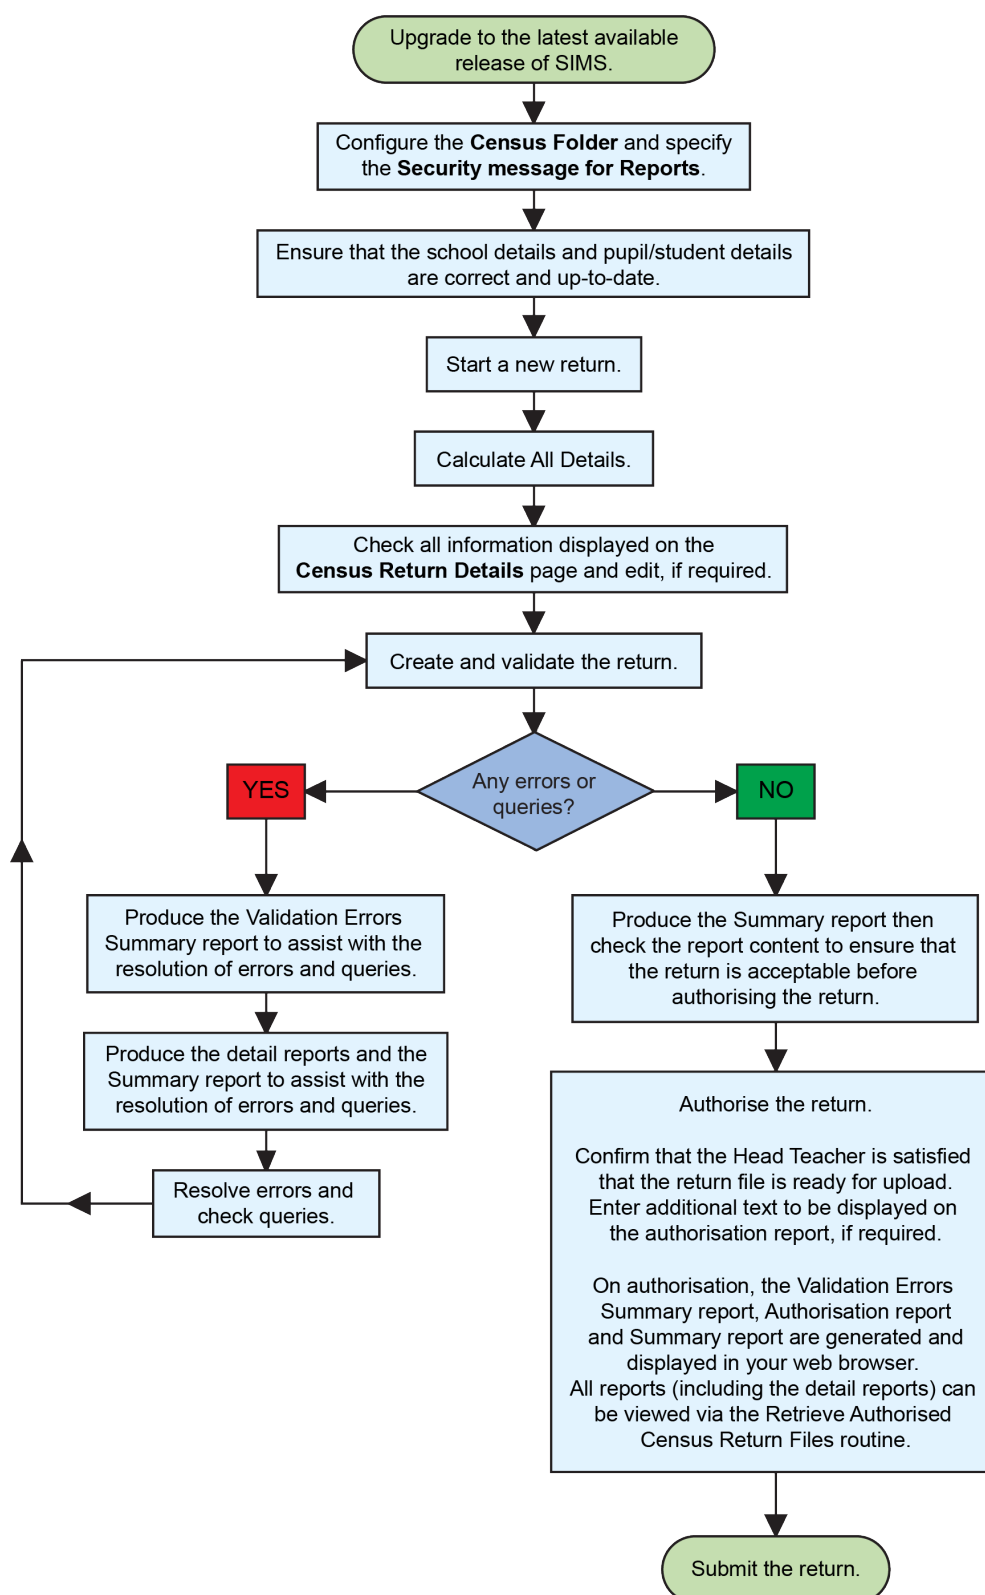 Upgrade to the latest available
release of SIMS.
Configure the Census Folder and specify
the Security message for Reports.
Ensure that the school details and pupil/student details
are correct and up-to-date.
Start a new return.
Calculate All Details.
Check all information displayed on the
Census Return Details page and edit, if required.
Create and validate the return.
Any errors or
queries?
YES
NO
Produce the Validation Errors
Summary report to assist with the
resolution of errors and queries.
Produce the detail reports and the
Summary report to assist with the
resolution of errors and queries.
Resolve errors and
check queries.
Produce the Summary report then
check the report content to ensure that
the return is acceptable before
authorising the return.
Authorise the return.
Confirm that the Head Teacher is satisfied
that the return file is ready for upload.
Enter additional text to be displayed on
the authorisation report, if required.
On authorisation, the Validation Errors
Summary report, Authorisation report
and Summary report are generated and
displayed in your web browser.
All reports (including the detail reports) can
be viewed via the Retrieve Authorised
Census Return Files routine.
Submit the return.